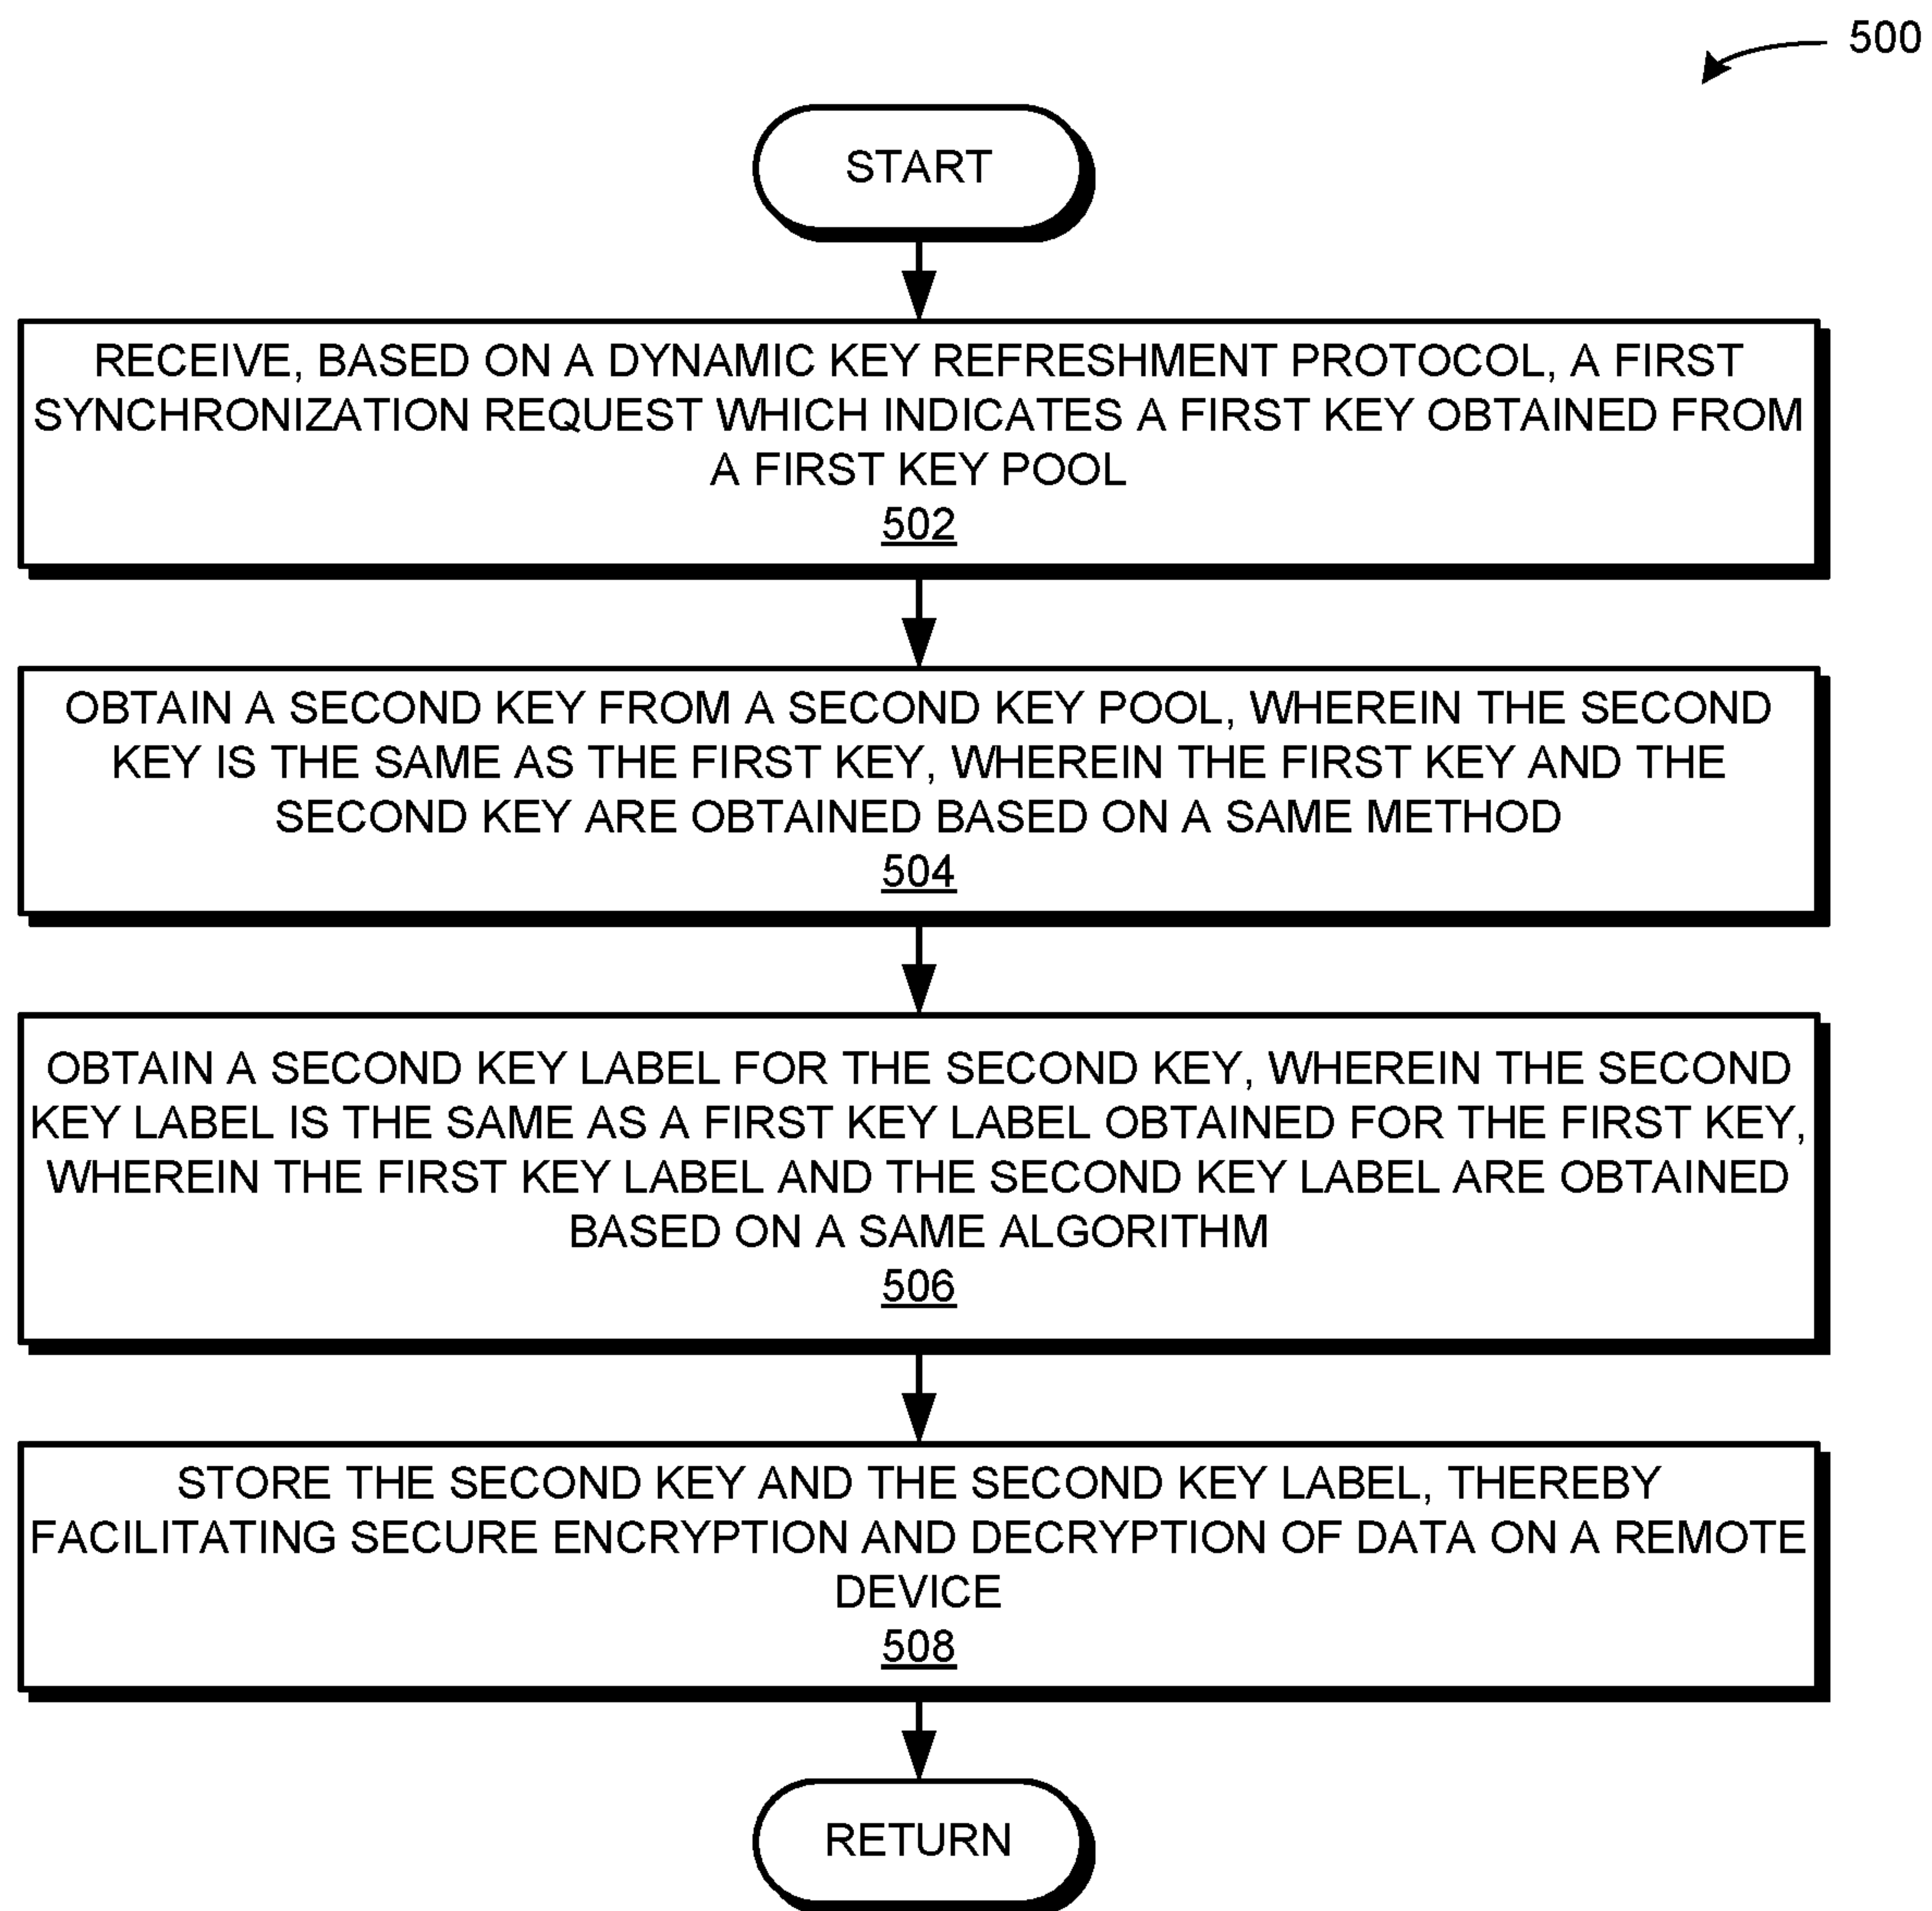 500
START
RECEIVE, BASED ON A DYNAMIC KEY REFRESHMENT PROTOCOL, A FIRST
SYNCHRONIZATION REQUEST WHICH INDICATES A FIRST KEY OBTAINED FROM
A FIRST KEY POOL
502
OBTAIN A SECOND KEY FROM A SECOND KEY POOL, WHEREIN THE SECOND
KEY IS THE SAME AS THE FIRST KEY, WHEREIN THE FIRST KEY AND THE
SECOND KEY ARE OBTAINED BASED ON A SAME METHOD
504
OBTAIN A SECOND KEY LABEL FOR THE SECOND KEY, WHEREIN THE SECOND
KEY LABEL IS THE SAME AS A FIRST KEY LABEL OBTAINED FOR THE FIRST KEY,
WHEREIN THE FIRST KEY LABEL AND THE SECOND KEY LABEL ARE OBTAINED
BASED ON A SAME ALGORITHM
506
STORE THE SECOND KEY AND THE SECOND KEY LABEL, THEREBY
FACILITATING SECURE ENCRYPTION AND DECRYPTION OF DATA ON A REMOTE
DEVICE
508
RETURN